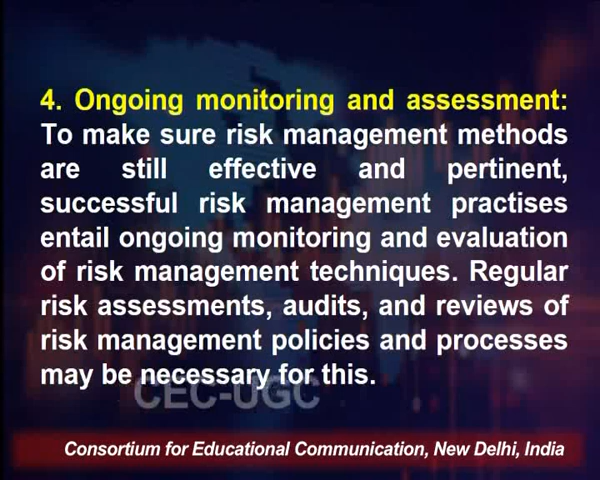 4. Ongoing monitoring and assessment:
To make sure risk management methods
are still effective and pertinent,
successful risk management practises
entail ongoing monitoring and evaluation
of risk management techniques. Regular
risk assessments, audits, and reviews of
risk management policies and processes
may be necessary for this.
CEC-UGC
Consortium for Educational Communication, New Delhi, India